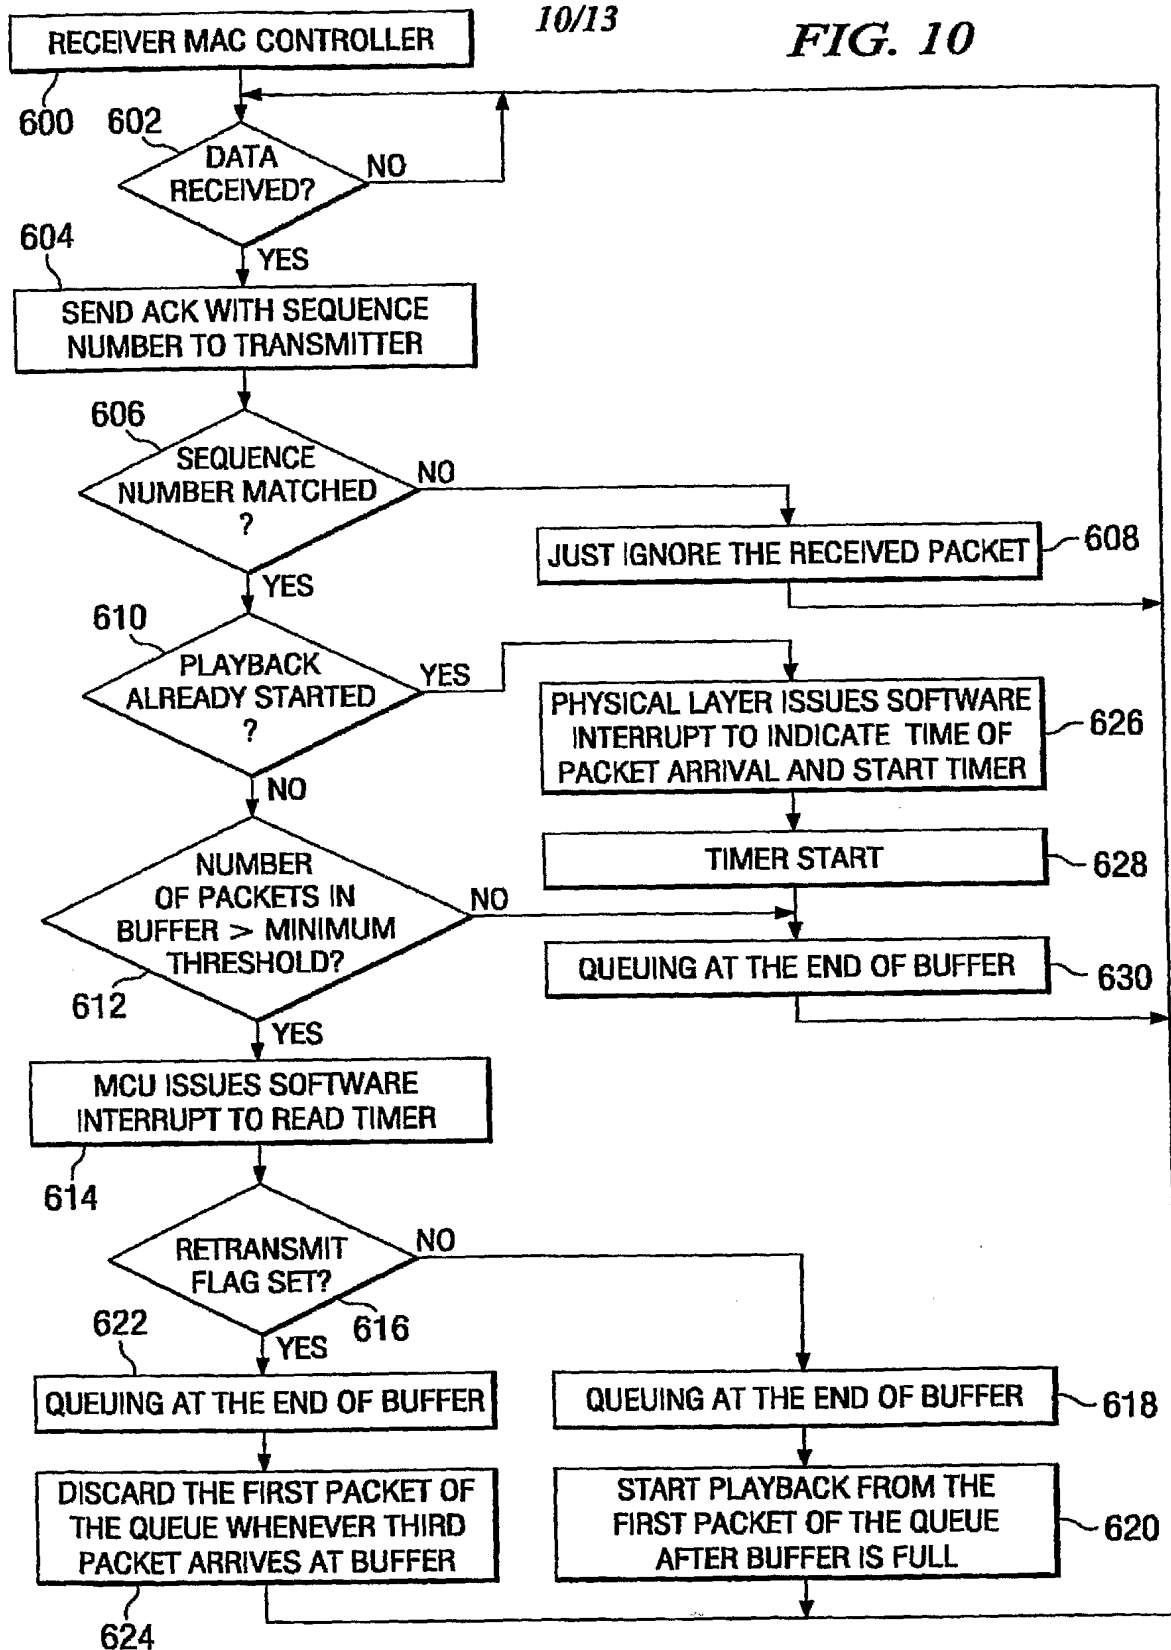 10/13
FIG. 10
RECEIVER MAC CONTROLLER
600
602
DATA
RECEIVED?
NO
YES
604
SEND ACK WITH SEQUENCE
NUMBER TO TRANSMITTER
606
SEQUENCE
NUMBER MATCHED
?
NO
YES
JUST IGNORE THE RECEIVED PACKET
608
610
PLAYBACK
ALREADY STARTED
?
YES
NO
PHYSICAL LAYER ISSUES SOFTWARE
INTERRUPT TO INDICATE TIME OF
PACKET ARRIVAL AND START TIMER
626
TIMER START
628
NUMBER
OF PACKETS IN
BUFFER > MINIMUM
THRESHOLD?
NO
612
YES
QUEUING AT THE END OF BUFFER
630
MCU ISSUES SOFTWARE
INTERRUPT TO READ TIMER
614
RETRANSMIT
FLAG SET?
NO
616
YES
622
QUEUING AT THE END OF BUFFER
QUEUING AT THE END OF BUFFER
618
DISCARD THE FIRST PACKET OF
THE QUEUE WHENEVER THIRD
PACKET ARRIVES AT BUFFER
624
START PLAYBACK FROM THE
FIRST PACKET OF THE QUEUE
AFTER BUFFER IS FULL
620